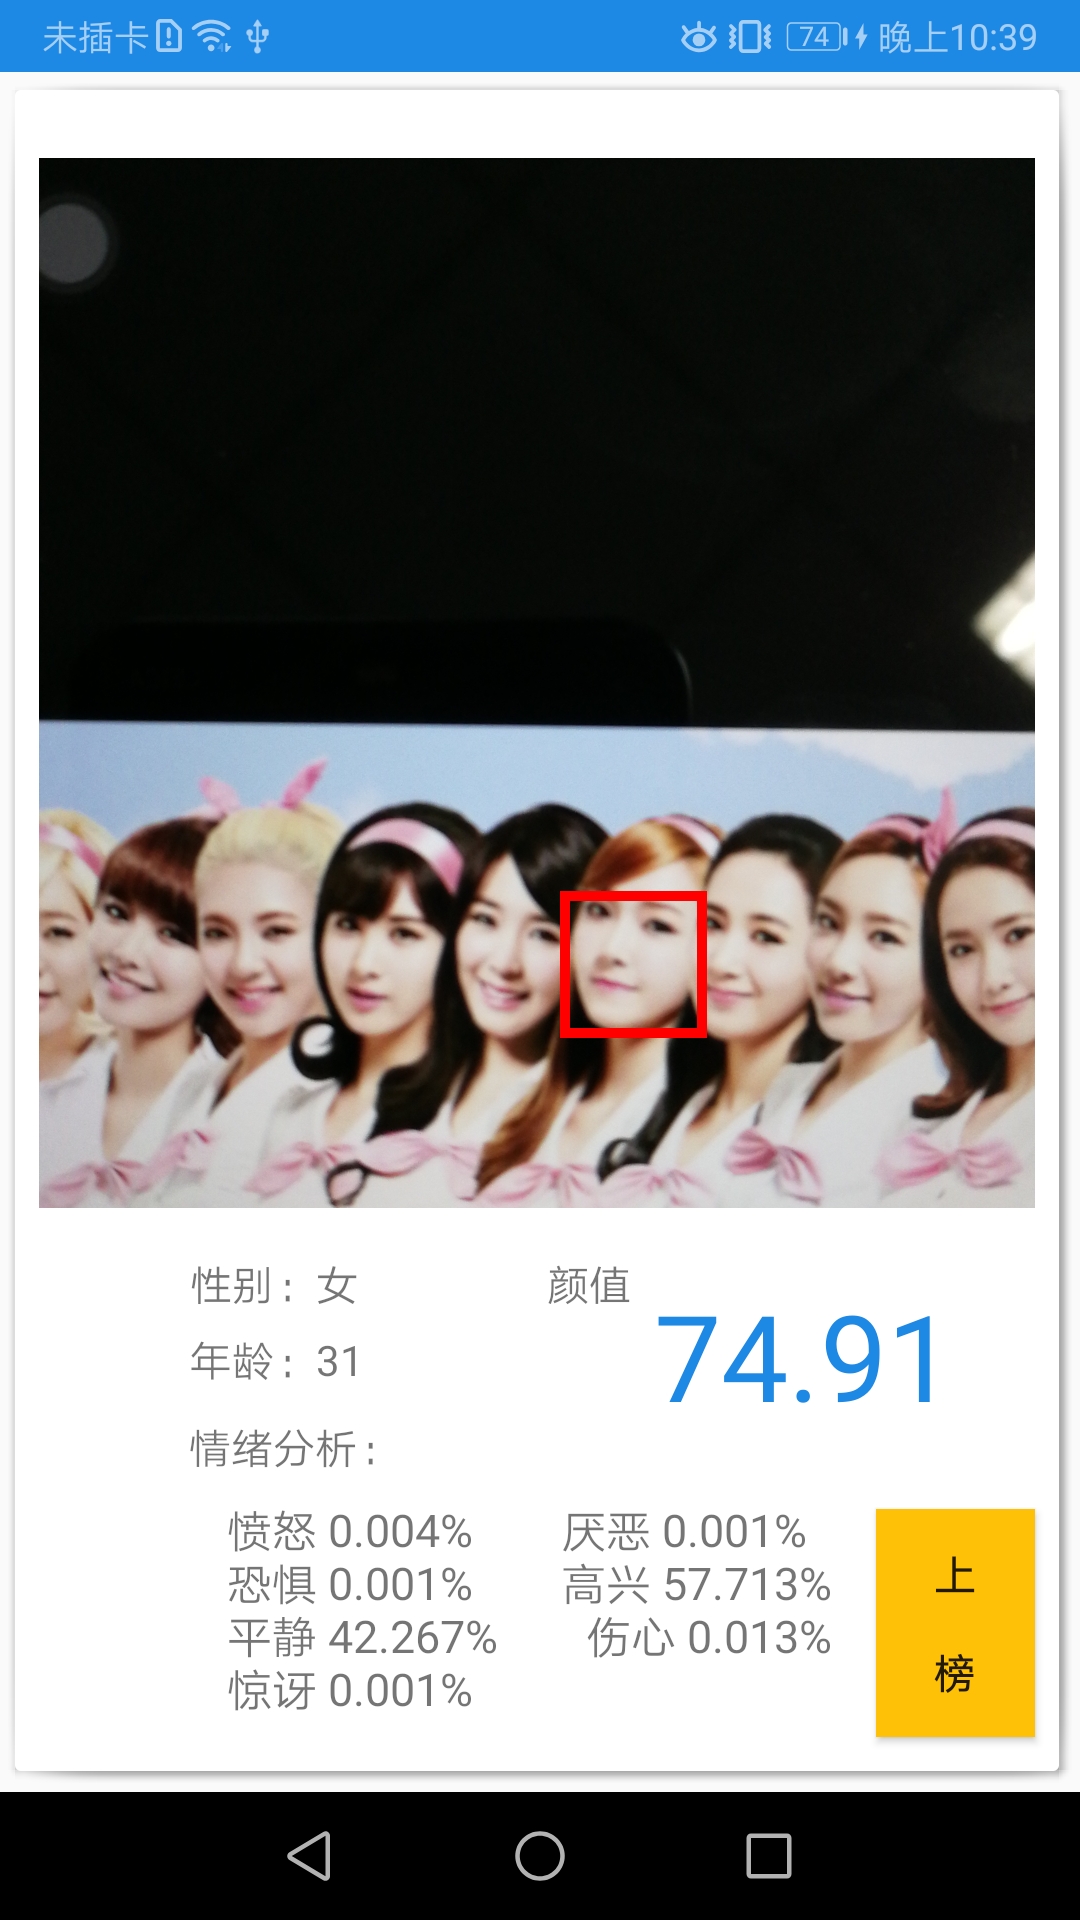 未插卡 74 晚上10:39
性别：女 颜值
74.91
年龄：31
情绪分析：
愤怒 0.004% 厌恶 0.001%
恐惧 0.001% 高兴 57.713%
平静 42.267% 伤心 0.013%
惊讶 0.001%
上
榜